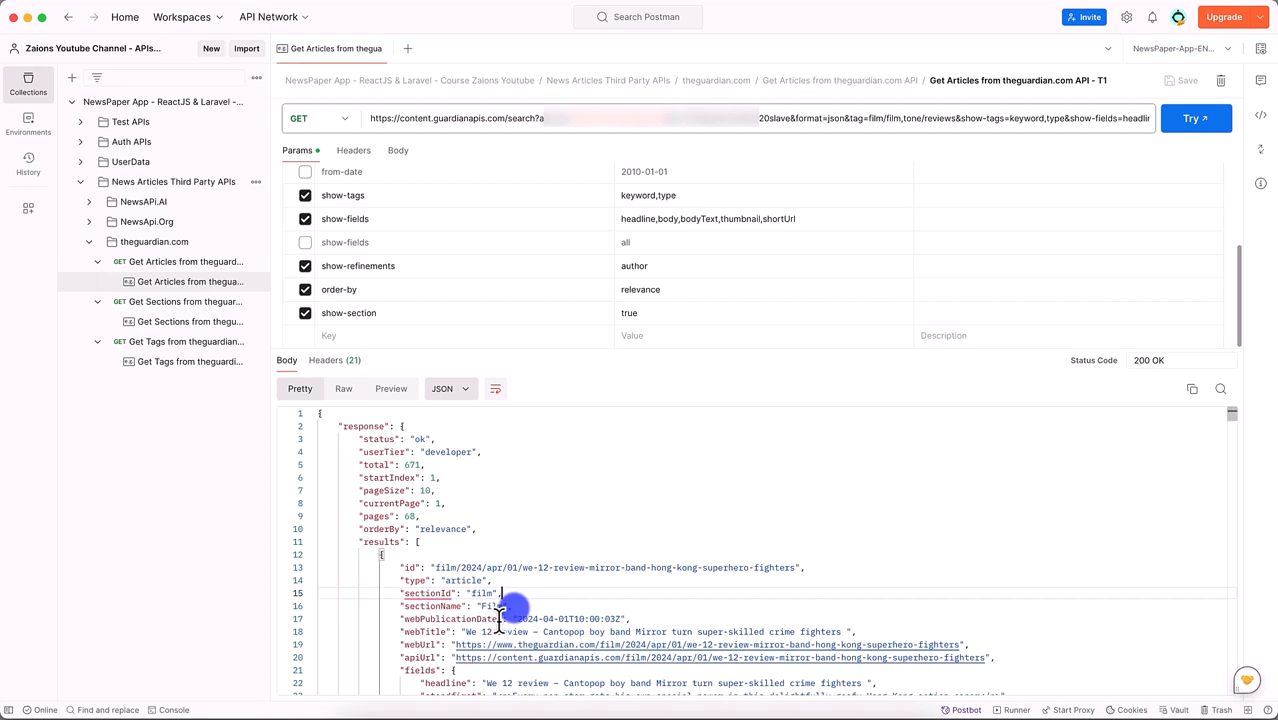 Home Workspaces API Network Search Postman Invite Upgrade
Zaions Youtube Channel - APIs... New Import Get Articles from thegua NewsPaper-App-EN...
Collections
Environments
History
NewsPaper App - ReactJS & Laravel -...
Test APIs
Auth APIs
UserData
News Articles Third Party APIs
NewsAPi.AI
NewsApi.Org
theguardian.com
GET Get Articles from theguard...
Get Articles from thegua...
GET Get Sections from theguar...
Get Sections from thegu...
GET Get Tags from theguardian...
Get Tags from theguardi...
NewsPaper App - ReactJS & Laravel - Course Zaions Youtube / News Articles Third Party APIs / theguardian.com / Get Articles from theguardian.com API / Get Articles from theguardian.com API - T1 Save
GET https://content.guardianapis.com/search?a 20slave&format=json&tag=film/film,tone/reviews&show-tags=keyword,type&show-fields=headlin Try
Params Headers Body
from-date 2010-01-01
show-tags keyword,type
show-fields headline,body,bodyText,thumbnail,shortUrl
show-fields all
show-refinements author
order-by relevance
show-section true
Key Value Description
Body Headers (21) Status Code 200 OK
Pretty Raw Preview JSON
1 {
2 "response": {
3 "status": "ok",
4 "userTier": "developer",
5 "total": 671,
6 "startIndex": 1,
7 "pageSize": 10,
8 "currentPage": 1,
9 "pages": 68,
10 "orderBy": "relevance",
11 "results": [
12 {
13 "id": "film/2024/apr/01/we-12-review-mirror-band-hong-kong-superhero-fighters",
14 "type": "article",
15 "sectionId": "film",
16 "sectionName":
17 "webPublicationDate": "2024-04-01T10:00:03Z",
18 "webTitle": "We 12 review – Cantopop boy band Mirror turn super-skilled crime fighters ",
19 "webUrl": "https://www.theguardian.com/film/2024/apr/01/we-12-review-mirror-band-hong-kong-superhero-fighters",
20 "apiUrl": "https://content.guardianapis.com/film/2024/apr/01/we-12-review-mirror-band-hong-kong-superhero-fighters",
21 "fields": {
22 "headline": "We 12 review – Cantopop boy band Mirror turn super-skilled crime fighters ",
Online Find and replace Console Postbot Runner Start Proxy Cookies Vault Trash